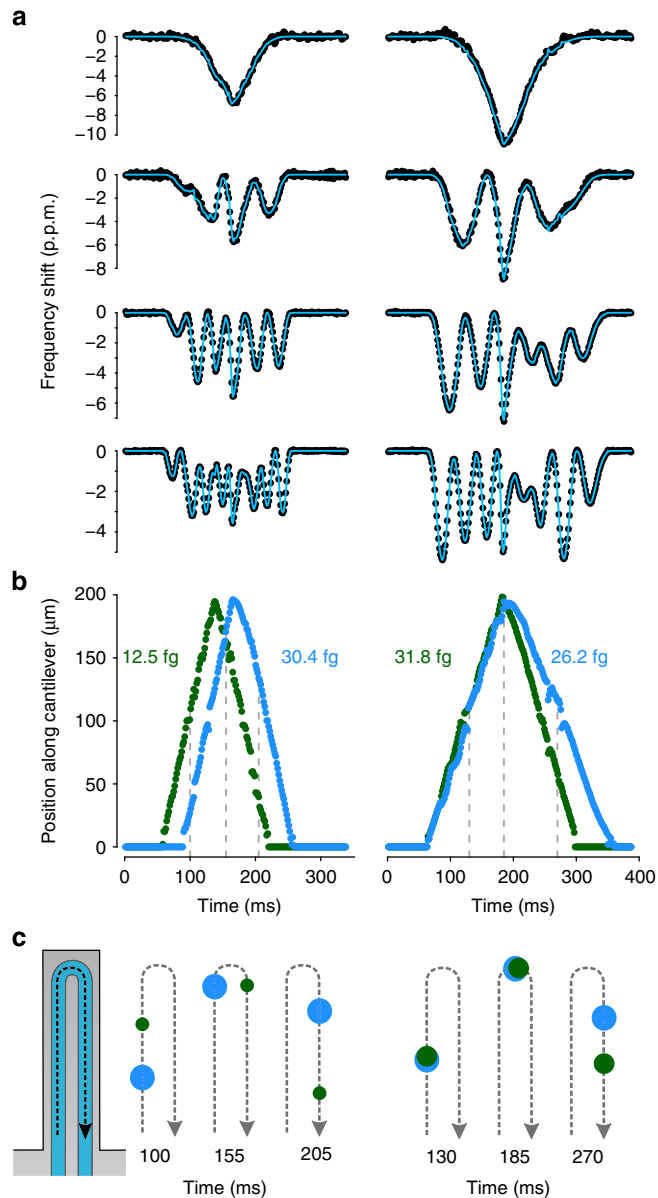 a
0
−2
−4
−6
−8
−10
0
−2
−4
−6
−8
Frequency shift (p.p.m.)
0
−2
−4
−6
0
−2
−4
b
200
150
100
50
0
Position along cantilever (µm)
12.5 fg
30.4 fg
31.8 fg
26.2 fg
0 100 200 300
0 100 200 300 400
Time (ms)
Time (ms)
c
100 155 205
130 185 270
Time (ms)
Time (ms)